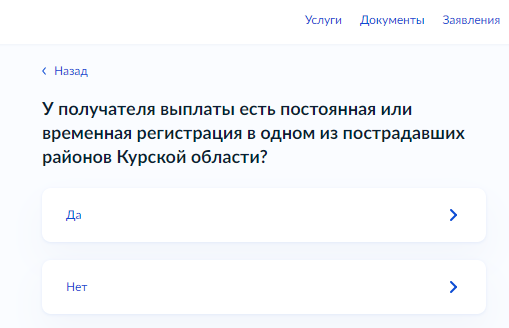 Услуги Документы Заявления
Назад
У получателя выплаты есть постоянная или
временная регистрация в одном из пострадавших
районов Курской области?
Да
Нет